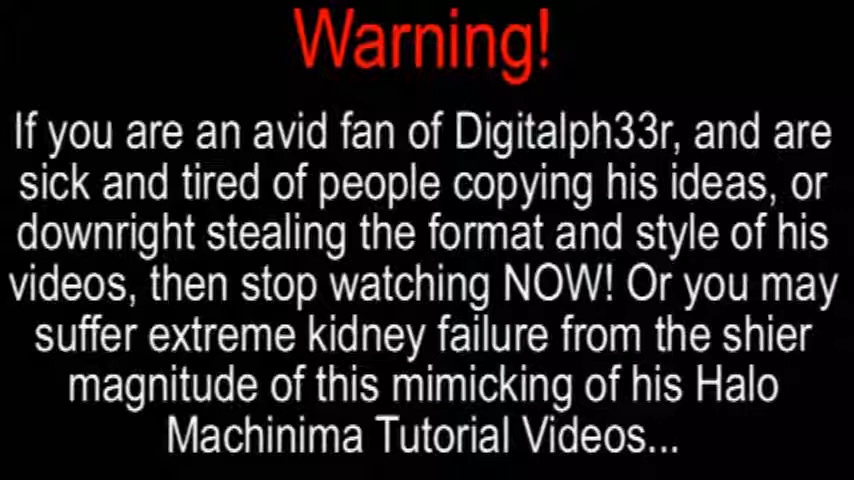 Warning!
If you are an avid fan of Digitalph33r, and are
sick and tired of people copying his ideas, or
downright stealing the format and style of his
videos, then stop watching NOW! Or you may
suffer extreme kidney failure from the shier
magnitude of this mimicking of his Halo
Machinima Tutorial Videos...